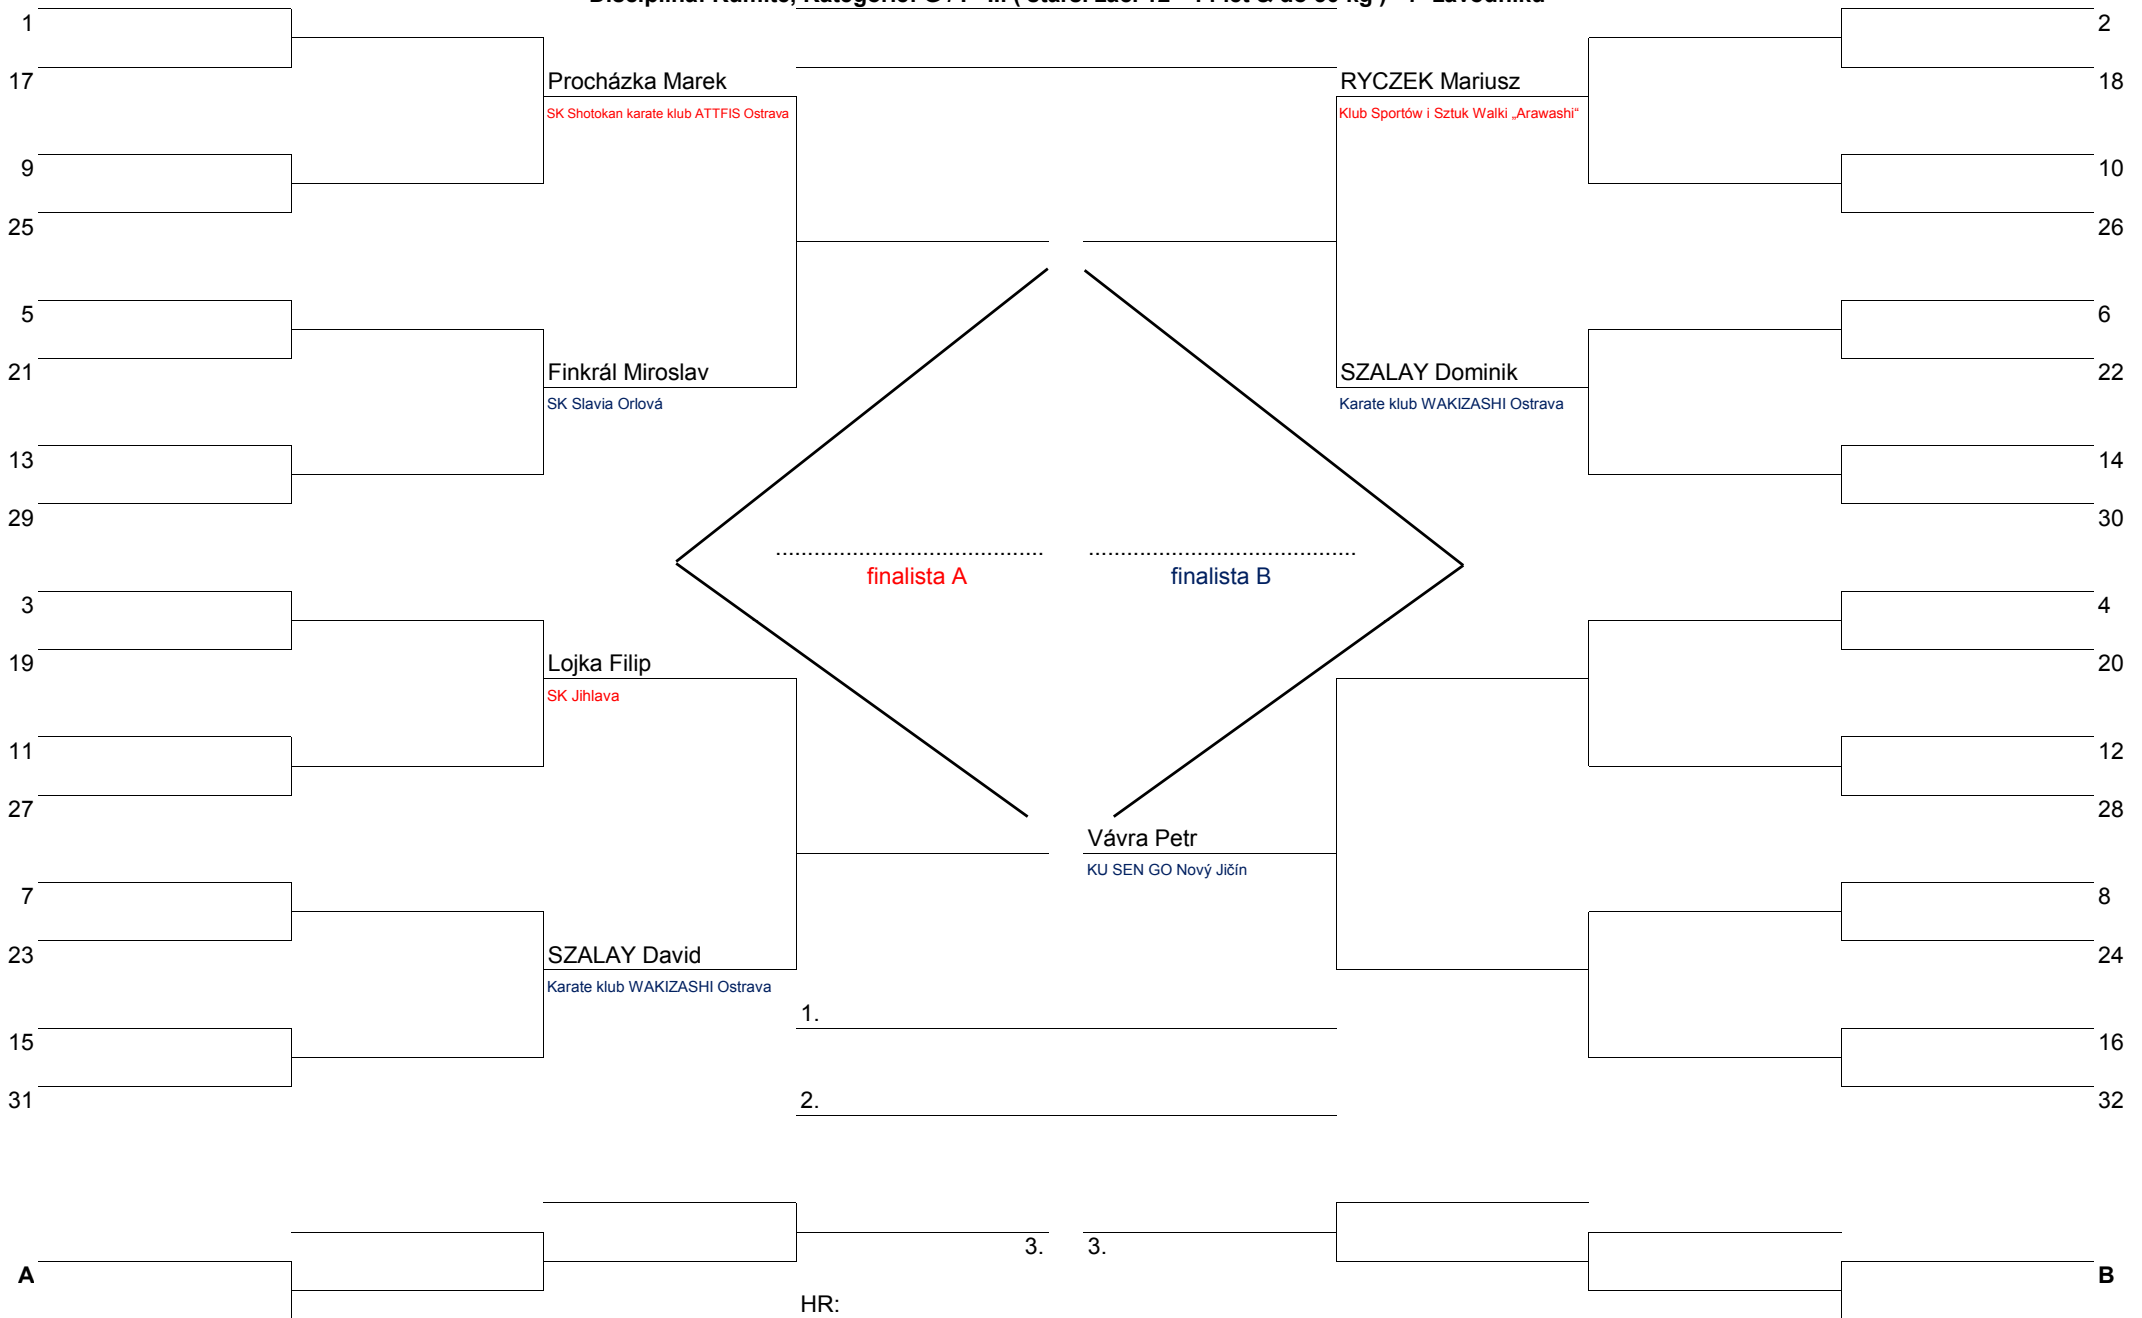 1
2
17
Procházka Marek
RYCZEK Mariusz
18
SK Shotokan karate klub ATTFIS Ostrava
Klub Sportów i Sztuk Walki „Arawashi“
9
10
25
26
5
6
21
Finkrál Miroslav
SZALAY Dominik
22
SK Slavia Orlová
Karate klub WAKIZASHI Ostrava
13
14
29
30
.......................................... ..........................................
finalista A
finalista B
3
4
19
Lojka Filip
20
SK Jihlava
11
12
27
28
Vávra Petr
KU SEN GO Nový Jičín
7
8
23
SZALAY David
24
Karate klub WAKIZASHI Ostrava
1.
15
16
31
2.
32
3. 3.
A
B
HR: